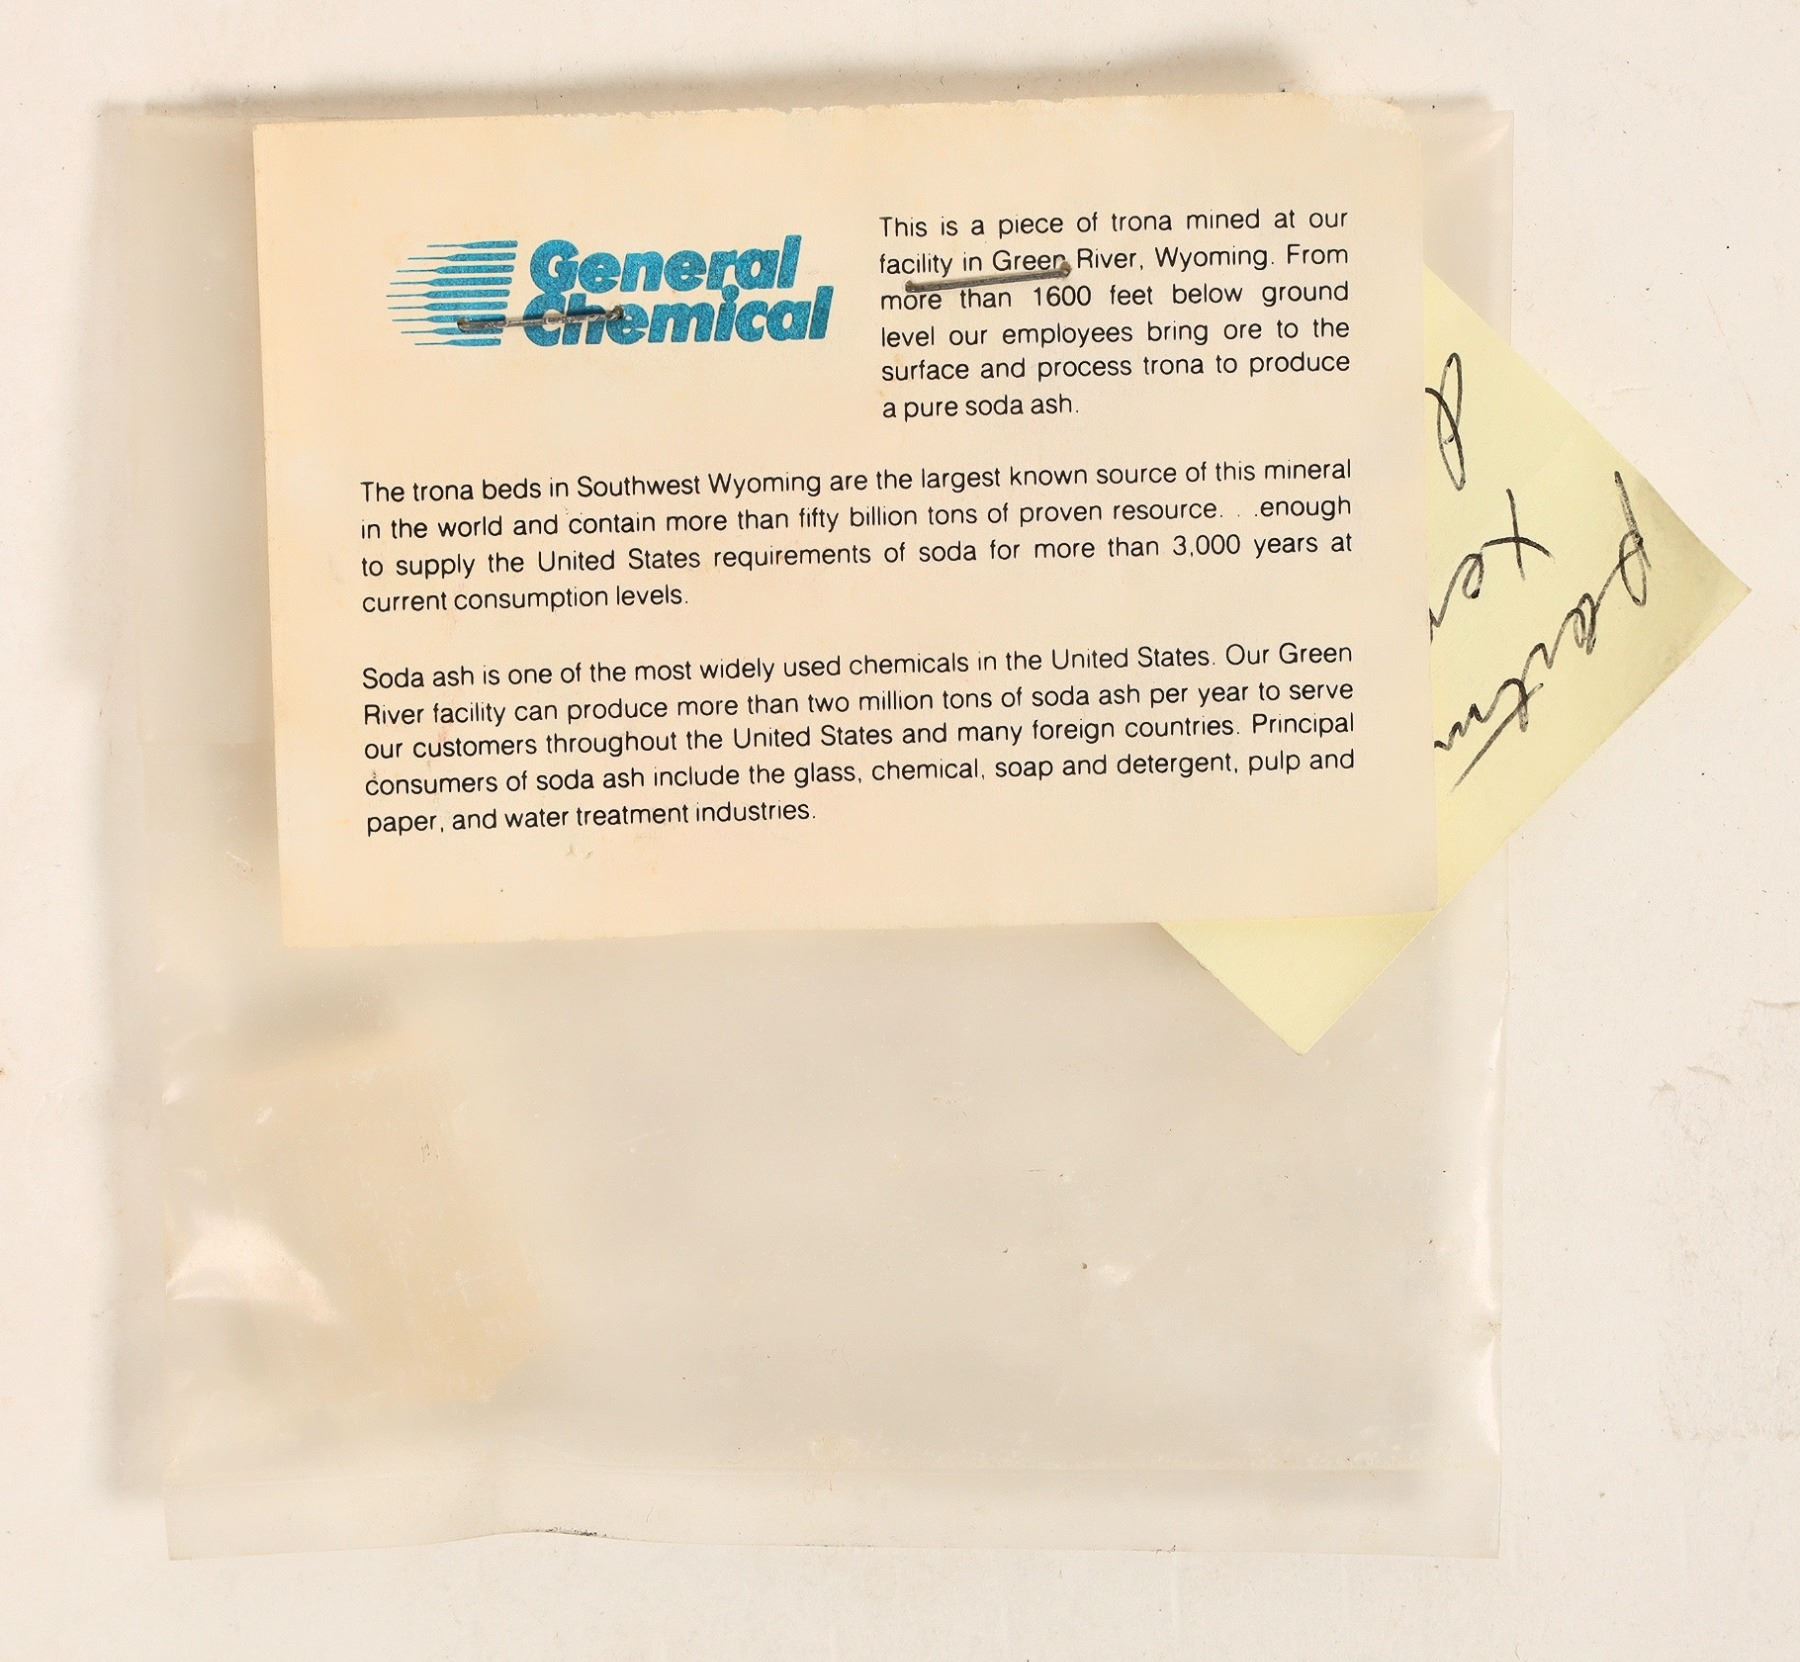 General
Chemical
This is a piece of trona mined at our
facility in Green River, Wyoming. From
more than 1600 feet below ground
level our employees bring ore to the
surface and process trona to produce
a pure soda ash.
The trona beds in Southwest Wyoming are the largest known source of this mineral
in the world and contain more than fifty billion tons of proven resource. . .enough
to supply the United States requirements of soda for more than 3,000 years at
current consumption levels.
Soda ash is one of the most widely used chemicals in the United States. Our Green
River facility can produce more than two million tons of soda ash per year to serve
our customers throughout the United States and many foreign countries. Principal
consumers of soda ash include the glass, chemical, soap and detergent, pulp and
paper, and water treatment industries.